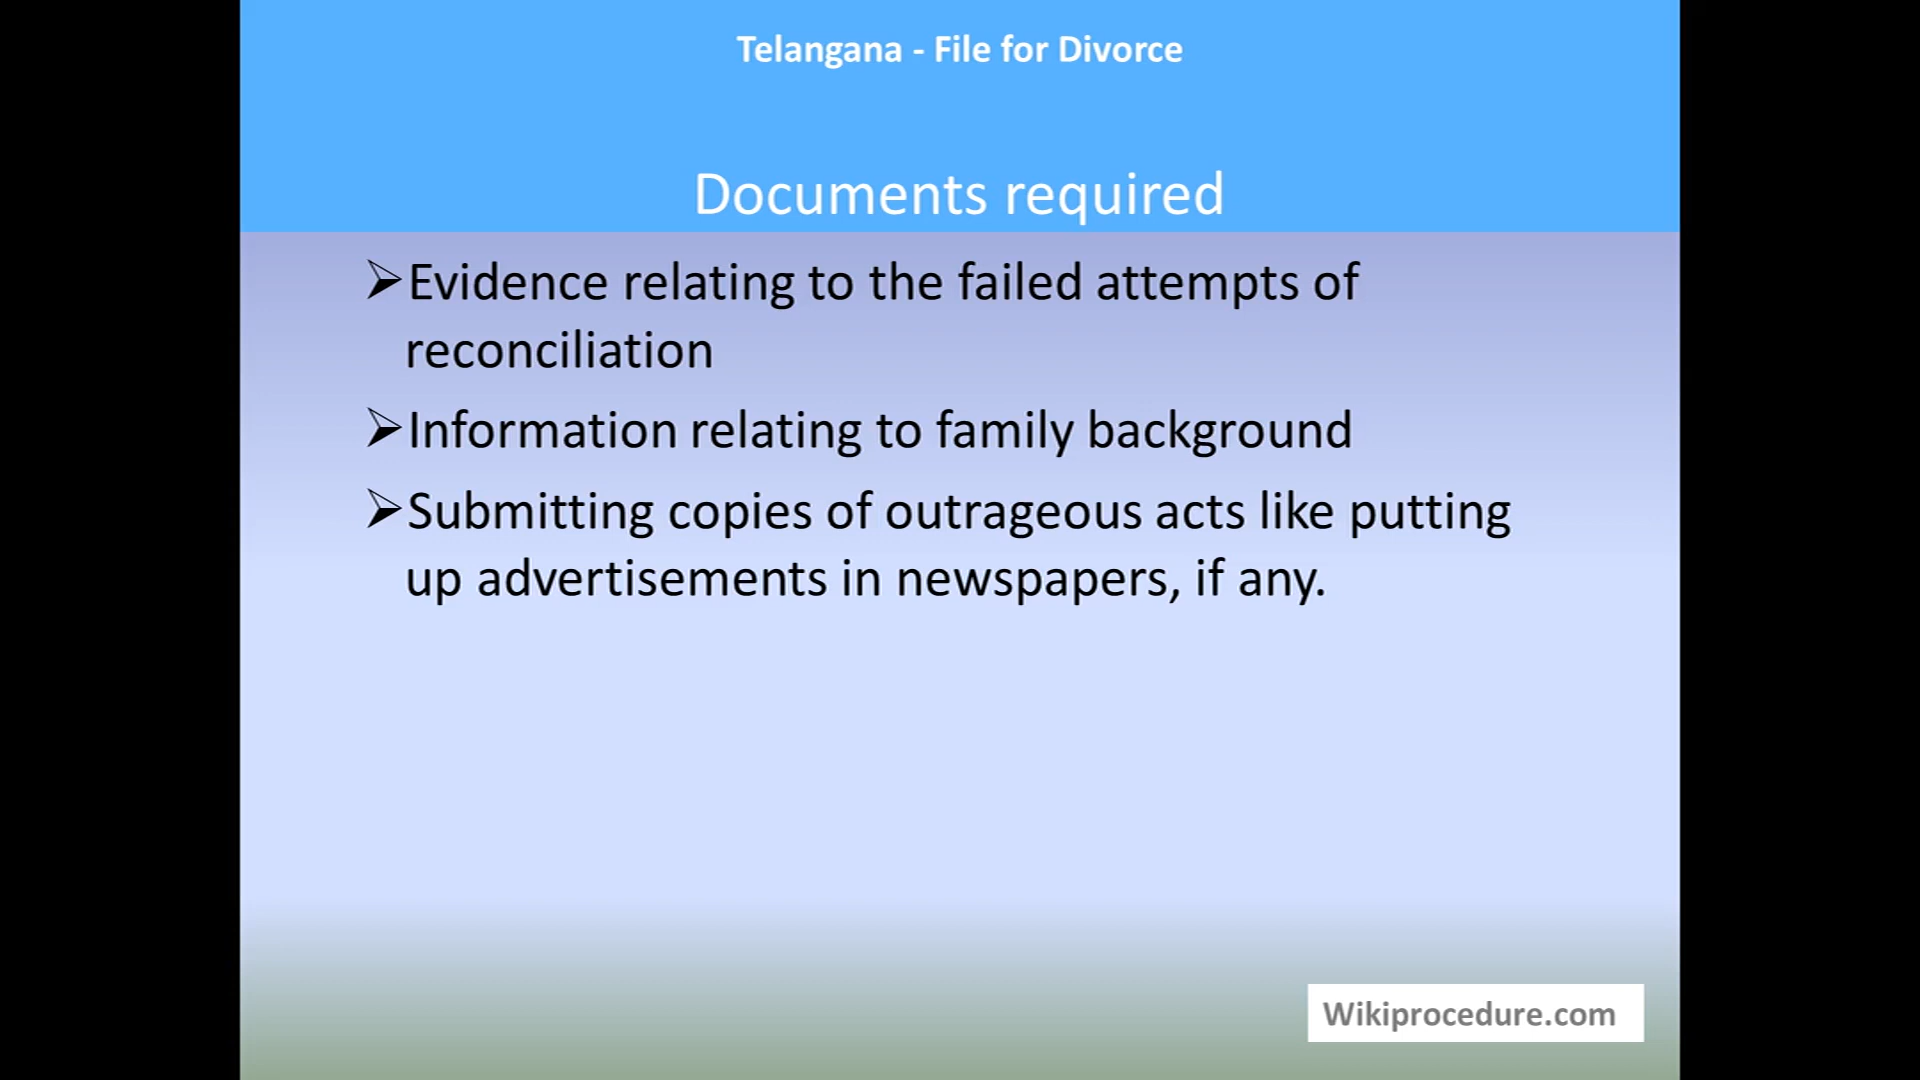 Telangana - File for Divorce
Documents required
➢Evidence relating to the failed attempts of
reconciliation
➢Information relating to family background
➢Submitting copies of outrageous acts like putting
up advertisements in newspapers, if any.
Wikiprocedure.com